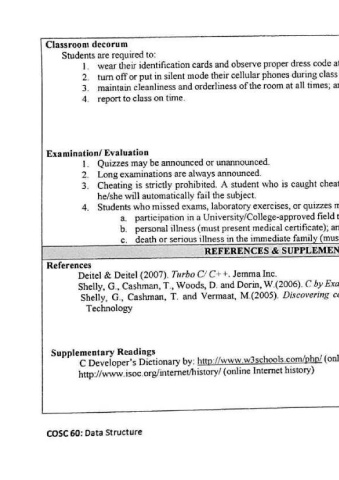 Classroom decorum
Students are required to:
1. wear their identification cards and observe proper dress code
2. turn off or put in silent mode their cellular phones during class
3. maintain cleanliness and orderliness of the room at all times;
4. report to class on time.
Examination/ Evaluation
1. Quizzes may be announced or unannounced.
2. Long examinations are always announced.
3. Cheating is strictly prohibited. A student who is caught
he/she will automatically fail the subject.
4. Students who missed exams, laboratory exercises, or quizzes
a. participation in a University/College-approved field
b. personal illness (must present medical certificate);
c. death or serious illness in the immediate family
REFERENCES &
References
Deitel & Deitel (2007). Turbo C/ C++. Jemma Inc.
Shelly, G., Cashman, T., Woods, D. and Dorin, W.(2006). C by
Shelly, G., Cashman, T. and Vermaat, M.(2005). Discovering
Technology
Supplementary Readings
C Developer's Dictionary by: http://www.w3schools.com/php/
http://www.isoc.org/internet/history/ (online Internet history)
COSC 60: Data Structure